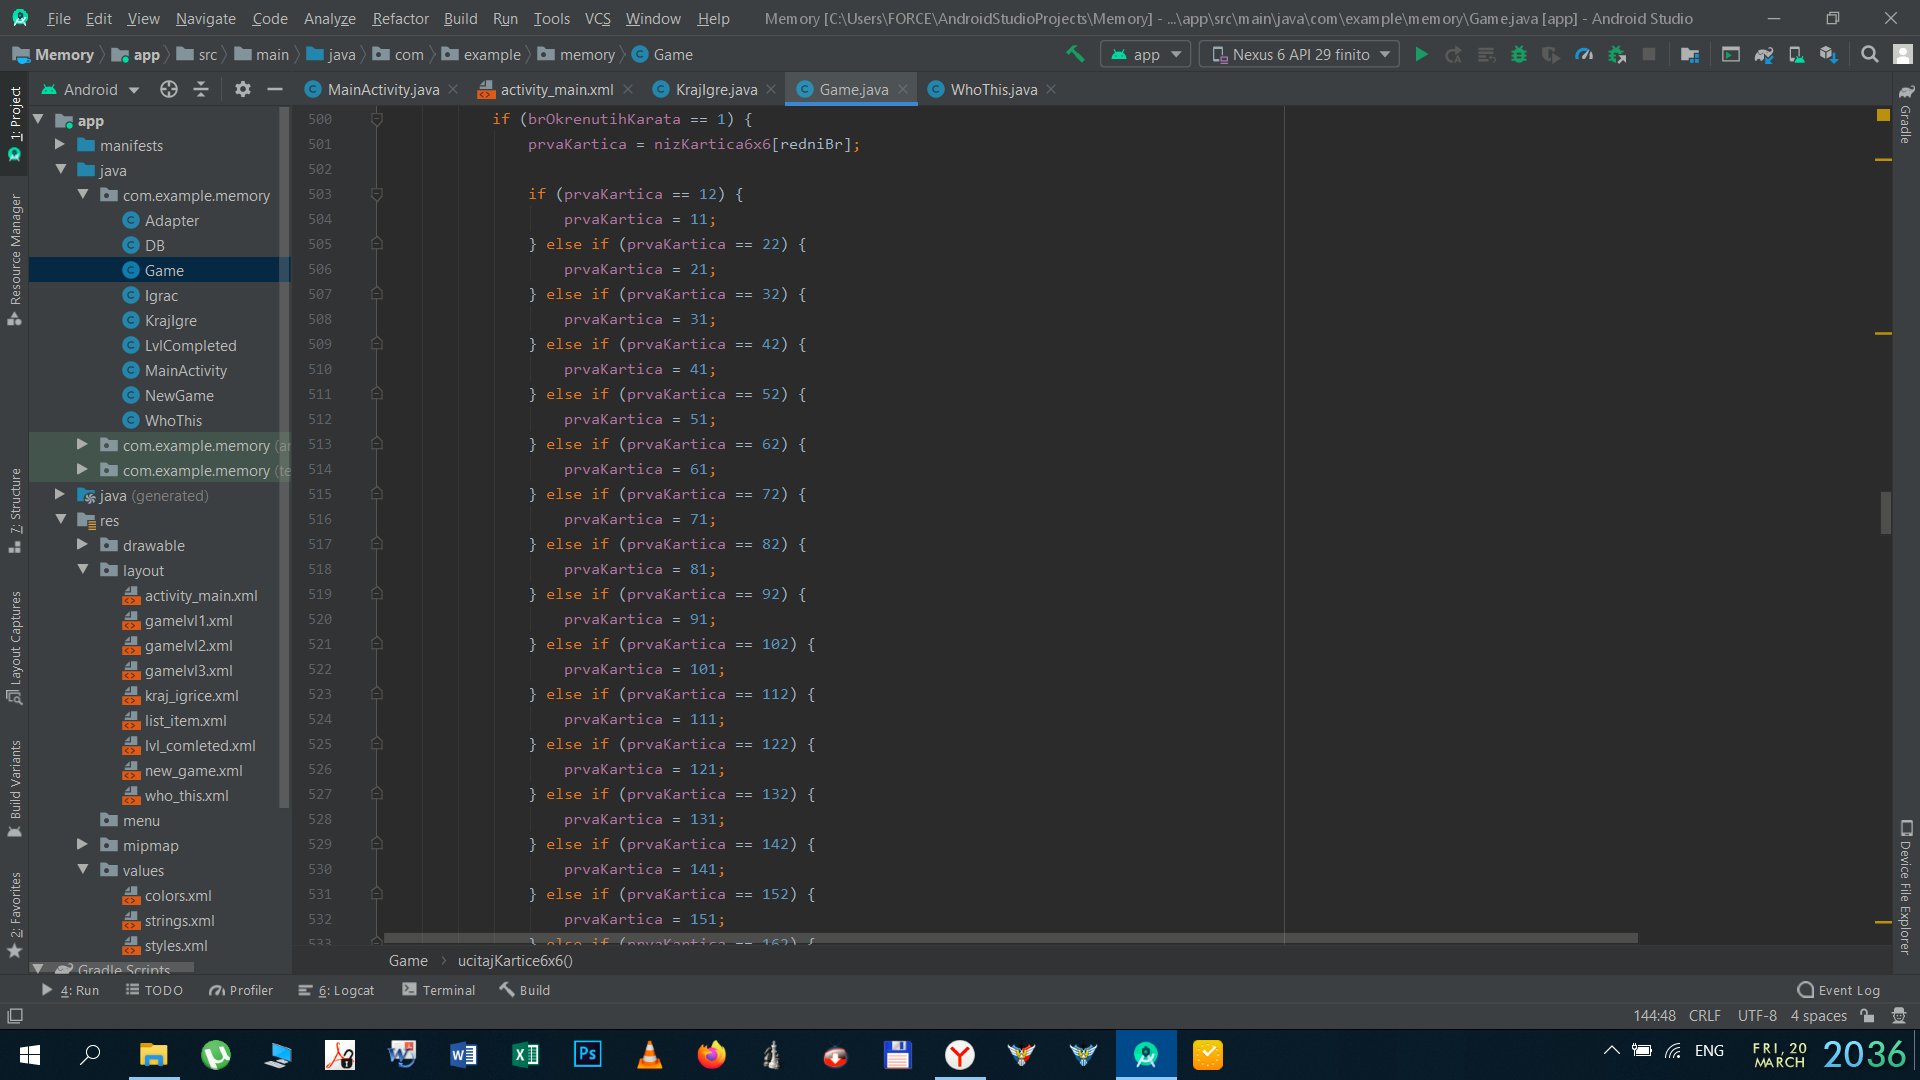 File Edit View Navigate Code Analyze Refactor Build Run Tools VCS Window Help Memory [C:\Users\FORCE\AndroidStudioProjects\Memory] - ...\app\src\main\java\com\example\memory\Game.java [app] - Android Studio
Memory app src main java com example memory Game app Nexus 6 API 29 finito
Android MainActivity.java activity_main.xml KrajIgre.java Game.java WhoThis.java
1: Project
Resource Manager
7: Structure
Layout Captures
Build Variants
2: Favorites
app
manifests
java
com.example.memory
Adapter
DB
Game
Igrac
KrajIgre
LvlCompleted
MainActivity
NewGame
WhoThis
com.example.memory (ar
com.example.memory (te
java (generated)
res
drawable
layout
activity_main.xml
gamelvl1.xml
gamelvl2.xml
gamelvl3.xml
kraj_igrice.xml
list_item.xml
lvl_comleted.xml
new_game.xml
who_this.xml
menu
mipmap
values
colors.xml
strings.xml
styles.xml
Gradle Scripts
500 if (brOkrenutihKarata == 1) {
501 prvaKartica = nizKartica6x6[redniBr];
502
503 if (prvaKartica == 12) {
504 prvaKartica = 11;
505 } else if (prvaKartica == 22) {
506 prvaKartica = 21;
507 } else if (prvaKartica == 32) {
508 prvaKartica = 31;
509 } else if (prvaKartica == 42) {
510 prvaKartica = 41;
511 } else if (prvaKartica == 52) {
512 prvaKartica = 51;
513 } else if (prvaKartica == 62) {
514 prvaKartica = 61;
515 } else if (prvaKartica == 72) {
516 prvaKartica = 71;
517 } else if (prvaKartica == 82) {
518 prvaKartica = 81;
519 } else if (prvaKartica == 92) {
520 prvaKartica = 91;
521 } else if (prvaKartica == 102) {
522 prvaKartica = 101;
523 } else if (prvaKartica == 112) {
524 prvaKartica = 111;
525 } else if (prvaKartica == 122) {
526 prvaKartica = 121;
527 } else if (prvaKartica == 132) {
528 prvaKartica = 131;
529 } else if (prvaKartica == 142) {
530 prvaKartica = 141;
531 } else if (prvaKartica == 152) {
532 prvaKartica = 151;
533 } else if (prvaKartica == 162) {
Gradle
Device File Explorer
Game ucitajKartice6x6()
4: Run TODO Profiler 6: Logcat Terminal Build Event Log
144:48 CRLF UTF-8 4 spaces
ENG FRI, 20 MARCH 2036